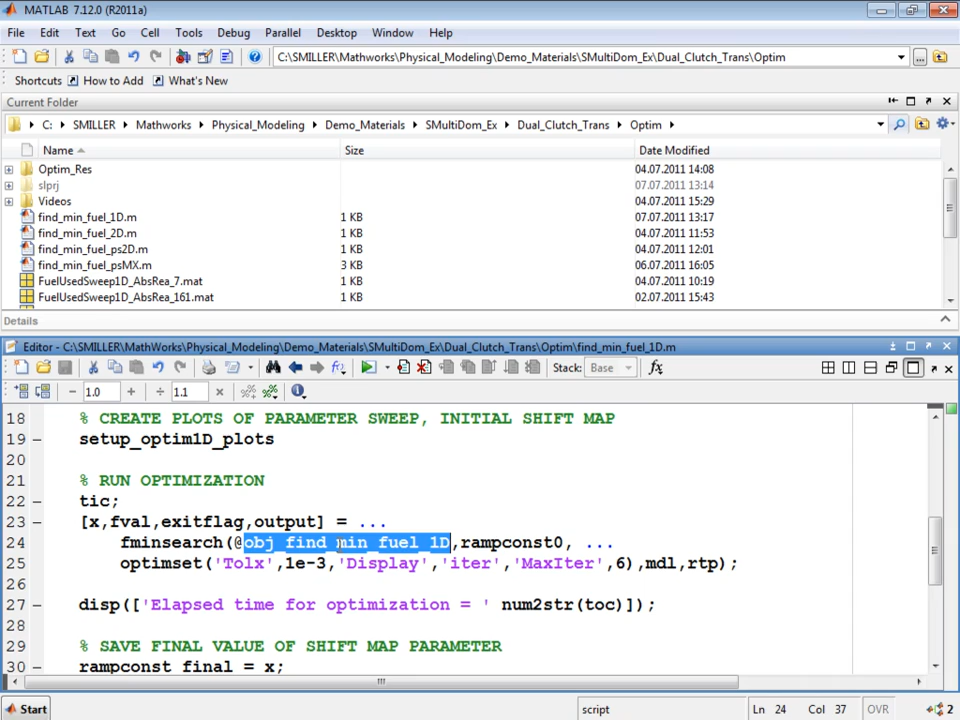 MATLAB 7.12.0 (R2011a)
File Edit Text Go Cell Tools Debug Parallel Desktop Window Help
C:\SMILLER\Mathworks\Physical_Modeling\Demo_Materials\SMultiDom_Ex\Dual_Clutch_Trans\Optim
Shortcuts How to Add What's New
Current Folder
C: SMILLER Mathworks Physical_Modeling Demo_Materials SMultiDom_Ex Dual_Clutch_Trans Optim
Name Size Date Modified
Optim_Res 04.07.2011 14:08
slprj 07.07.2011 13:14
Videos 04.07.2011 15:29
find_min_fuel_1D.m 1 KB 07.07.2011 13:17
find_min_fuel_2D.m 1 KB 04.07.2011 11:53
find_min_fuel_ps2D.m 1 KB 04.07.2011 12:01
find_min_fuel_psMX.m 3 KB 06.07.2011 16:05
FuelUsedSweep1D_AbsRea_7.mat 1 KB 04.07.2011 10:19
FuelUsedSweep1D_AbsRea_161.mat 1 KB 02.07.2011 15:43
Details
Editor - C:\SMILLER\MathWorks\Physical_Modeling\Demo_Materials\SMultiDom_Ex\Dual_Clutch_Trans\Optim\find_min_fuel_1D.m
Stack: Base fx
− 1.0 + ÷ 1.1 ×
18 % CREATE PLOTS OF PARAMETER SWEEP, INITIAL SHIFT MAP
19 – setup_optim1D_plots
20
21 % RUN OPTIMIZATION
22 – tic;
23 – [x,fval,exitflag,output] = ...
24 fminsearch(@obj_find_min_fuel_1D,rampconst0, ...
25 optimset('Tolx',1e-3,'Display','iter','MaxIter',6),mdl,rtp);
26
27 – disp(['Elapsed time for optimization = ' num2str(toc)]);
28
29 % SAVE FINAL VALUE OF SHIFT MAP PARAMETER
30 – rampconst_final = x;
Start script Ln 24 Col 37 OVR 2